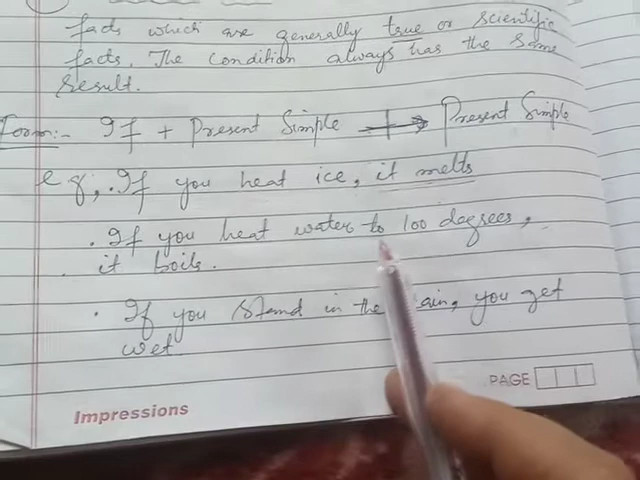 facts which are generally true or scientific
facts. The condition always has the same
result.
Form:- If + Present Simple → Present Simple
eg, . If you heat ice, it melts
. If you heat water to 100 degrees,
it boils.
. If you stand in the ain, you get
wet
PAGE
Impressions